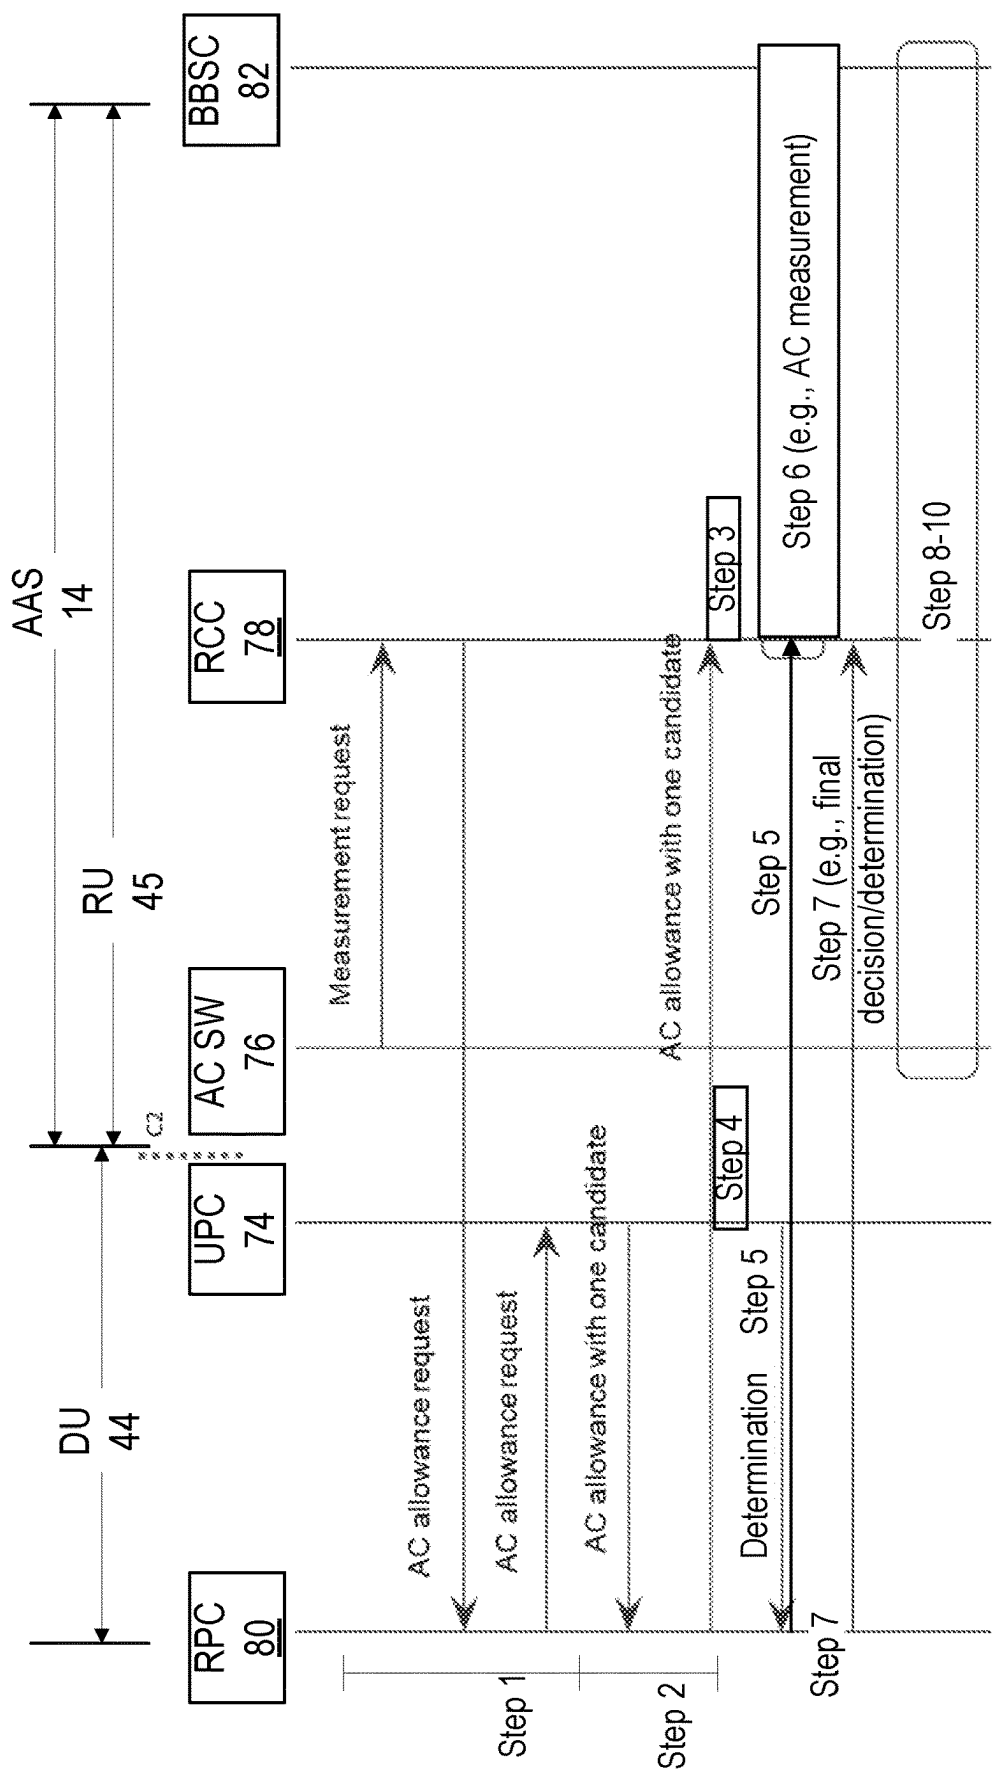 DU
44
AAS
14
RU
45
C2
RPC
80
UPC
74
AC SW
76
RCC
78
BBSC
82
Measurement request
AC allowance request
Step 1
AC allowance request
AC allowance with one candidate
Step 2
AC allowance with one candidate
Step 3
Step 4
Determination Step 5
Step 5
Step 6 (e.g., AC measurement)
Step 7
Step 7 (e.g., final
decision/determination)
Step 8-10